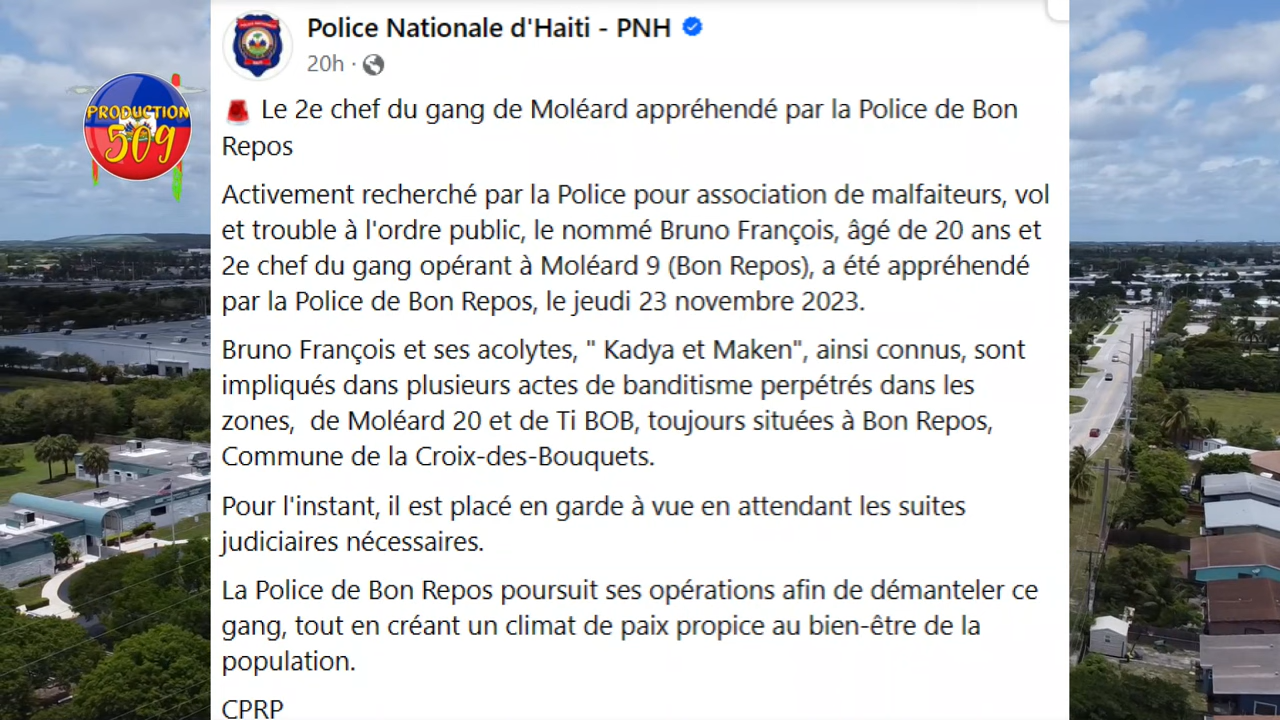 Police Nationale d'Haiti - PNH
20h ·
PRODUCTION
509
Le 2e chef du gang de Moléard appréhendé par la Police de Bon
Repos
Activement recherché par la Police pour association de malfaiteurs, vol
et trouble à l'ordre public, le nommé Bruno François, âgé de 20 ans et
2e chef du gang opérant à Moléard 9 (Bon Repos), a été appréhendé
par la Police de Bon Repos, le jeudi 23 novembre 2023.
Bruno François et ses acolytes, " Kadya et Maken", ainsi connus, sont
impliqués dans plusieurs actes de banditisme perpétrés dans les
zones,  de Moléard 20 et de Ti BOB, toujours situées à Bon Repos,
Commune de la Croix-des-Bouquets.
Pour l'instant, il est placé en garde à vue en attendant les suites
judiciaires nécessaires.
La Police de Bon Repos poursuit ses opérations afin de démanteler ce
gang, tout en créant un climat de paix propice au bien-être de la
population.
CPRP